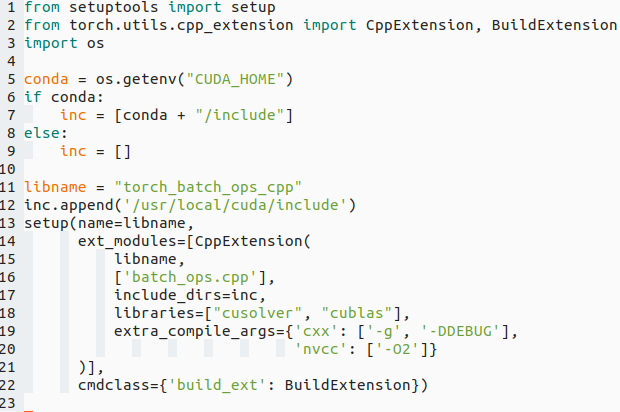 1 from setuptools import setup
2 from torch.utils.cpp_extension import CppExtension, BuildExtension
3 import os
4
5 conda = os.getenv("CUDA_HOME")
6 if conda:
7     inc = [conda + "/include"]
8 else:
9     inc = []
10
11 libname = "torch_batch_ops_cpp"
12 inc.append('/usr/local/cuda/include')
13 setup(name=libname,
14       ext_modules=[CppExtension(
15           libname,
16           ['batch_ops.cpp'],
17           include_dirs=inc,
18           libraries=["cusolver", "cublas"],
19           extra_compile_args={'cxx': ['-g', '-DDEBUG'],
20                               'nvcc': ['-O2']}
21       )],
22       cmdclass={'build_ext': BuildExtension})
23